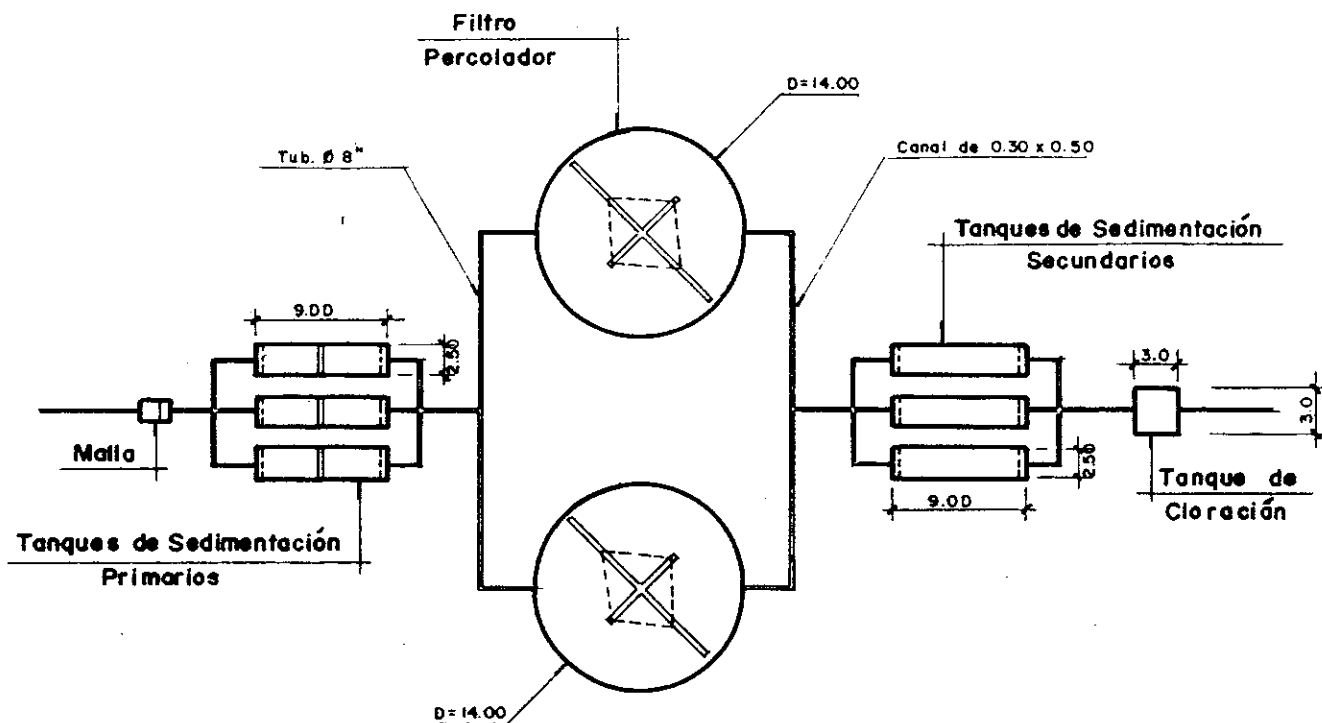 Filtro
Percolador
D=14.00
Tub. Ø 8"
Canal de 0.30 x 0.50
Tanques de Sedimentación
Secundarios
9.00
2.50
3.0
3.0
Malla
2.50
9.00
Tanque de
Cloración
Tanques de Sedimentación
Primarios
D=14.00